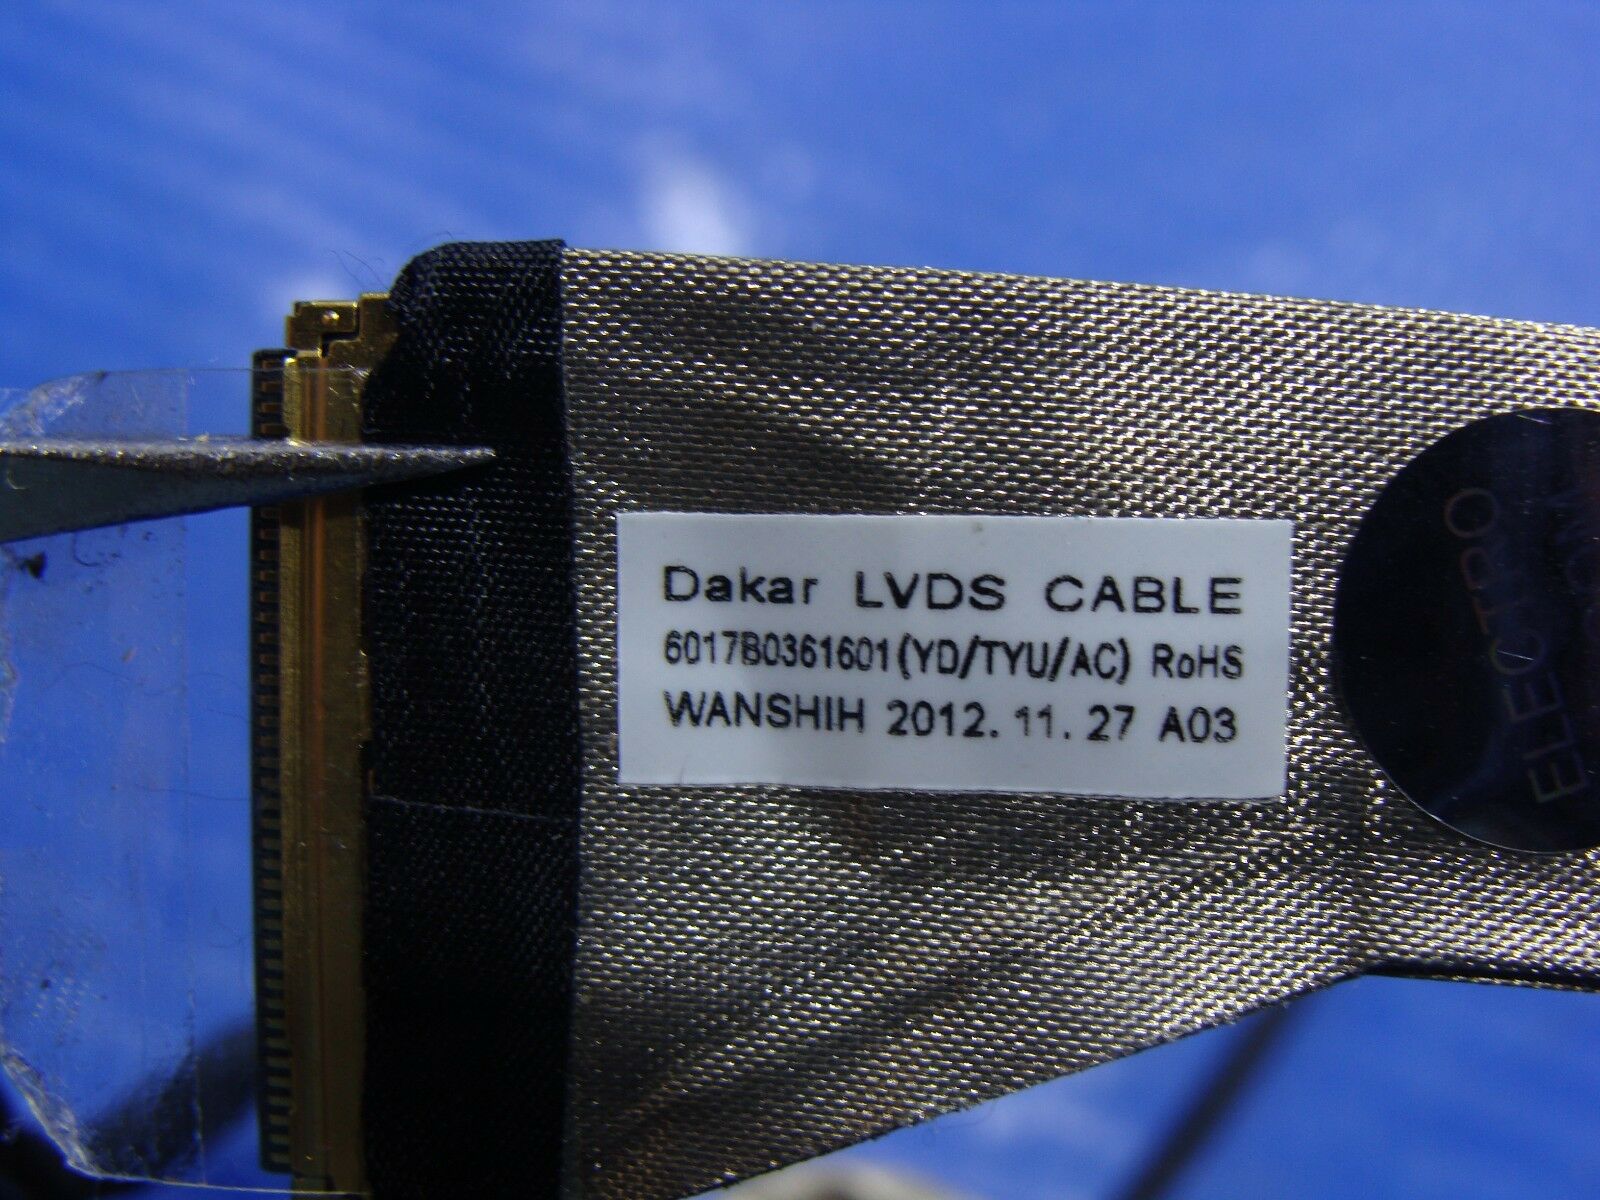 Dakar LVDS CABLE
6017B0361601(YD/TYU/AC) RoHS
WANSHIH 2012.11.27 A03
ELECTRO